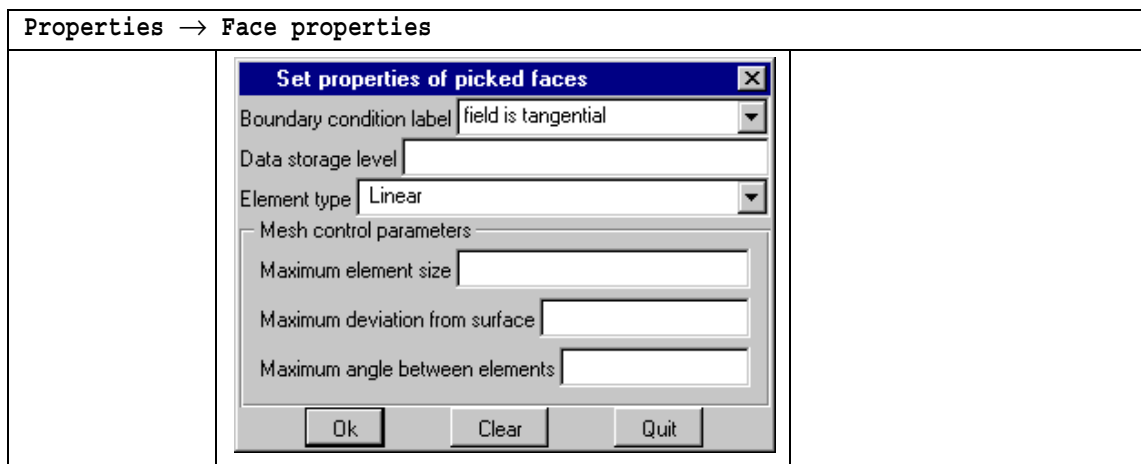 Properties → Face properties
Set properties of picked faces
Boundary condition label field is tangential
Data storage level
Element type Linear
Mesh control parameters
Maximum element size
Maximum deviation from surface
Maximum angle between elements
Ok Clear Quit